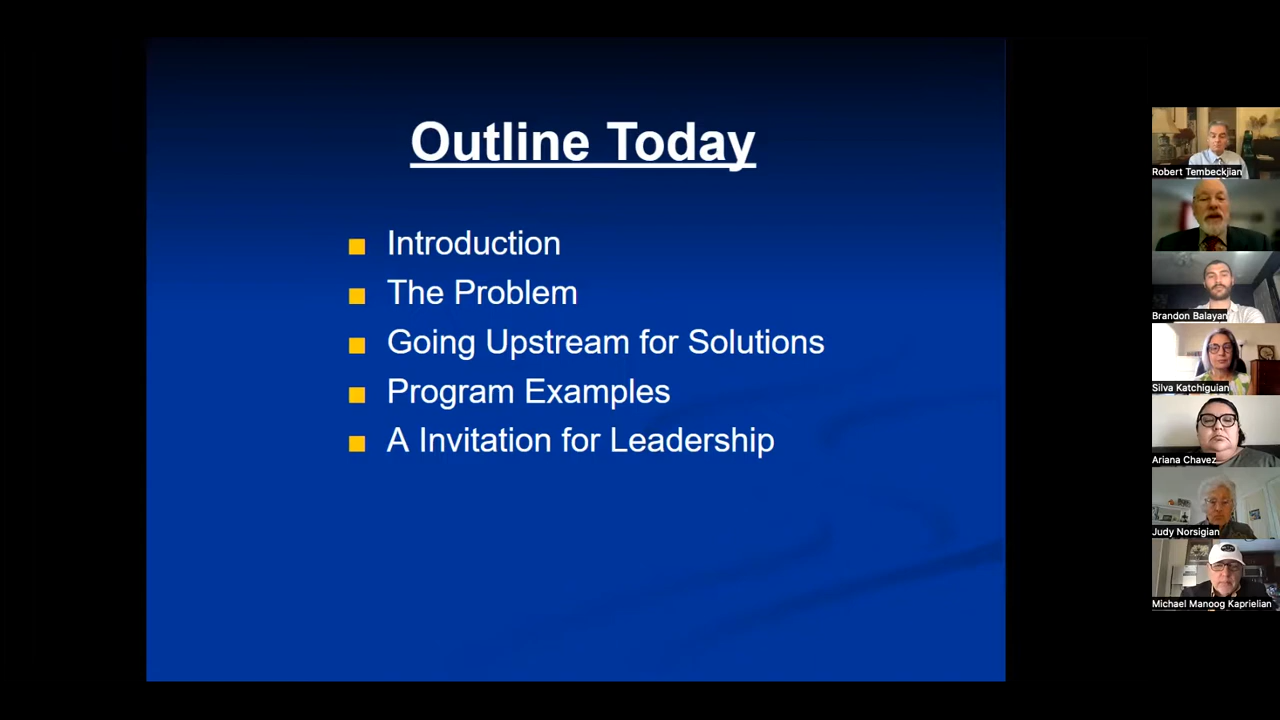 Outline Today
Introduction
The Problem
Going Upstream for Solutions
Program Examples
A Invitation for Leadership
Robert Tembeckjian
Brandon Balayan
Silva Katchiguian
Ariana Chavez
Judy Norsigian
Michael Manoog Kaprielian